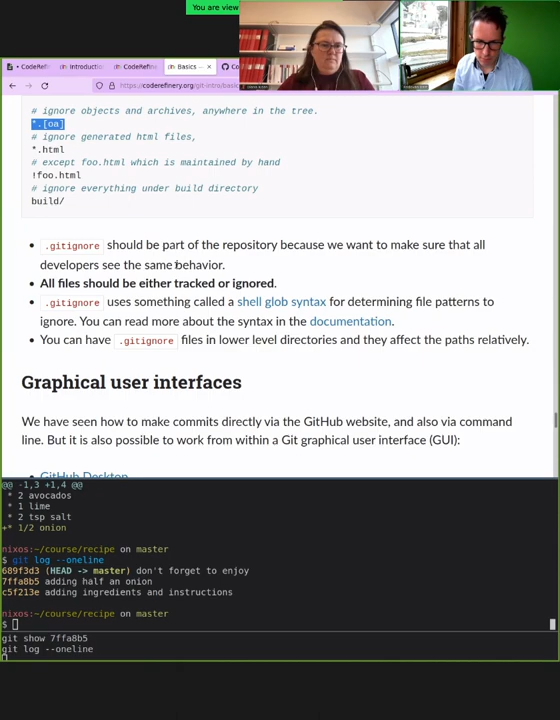 You are view
CodeRefi
Introductio
CodeRefin
Basics —
Co
https://coderefinery.org/git-intro/basics
# ignore objects and archives, anywhere in the tree.
*.[oa]
# ignore generated html files,
*.html
# except foo.html which is maintained by hand
!foo.html
# ignore everything under build directory
build/
.gitignore should be part of the repository because we want to make sure that all
developers see the same behavior.
All files should be either tracked or ignored.
.gitignore uses something called a shell glob syntax for determining file patterns to
ignore. You can read more about the syntax in the documentation.
You can have .gitignore files in lower level directories and they affect the paths relatively.
Graphical user interfaces
We have seen how to make commits directly via the GitHub website, and also via command
line. But it is also possible to work from within a Git graphical user interface (GUI):
GitHub Desktop
@@ -1,3 +1,4 @@
* 2 avocados
* 1 lime
* 2 tsp salt
+* 1/2 onion
nixos:~/course/recipe on master
$ git log --oneline
689f3d3 (HEAD -> master) don't forget to enjoy
7ffa8b5 adding half an onion
c5f213e adding ingredients and instructions
nixos:~/course/recipe on master
$
git show 7ffa8b5
git log --oneline